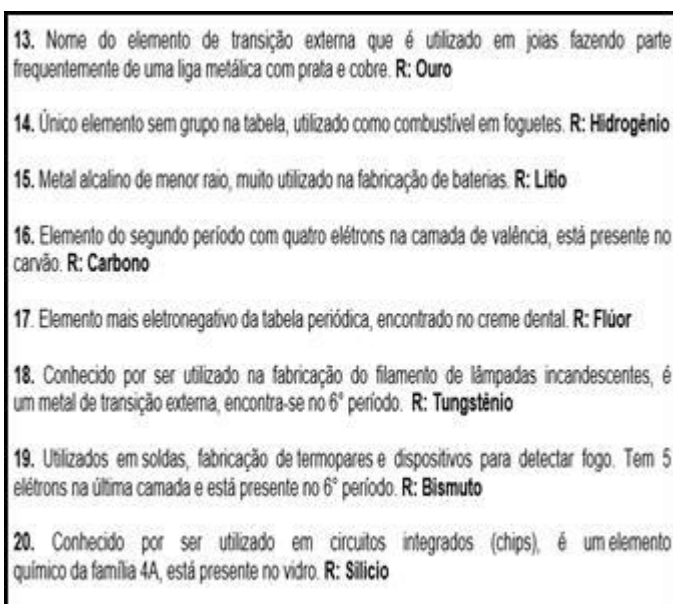 13. Nome do elemento de transição externa que é utilizado em joias fazendo parte
frequentemente de uma liga metálica com prata e cobre. R: Ouro
14. Único elemento sem grupo na tabela, utilizado como combustível em foguetes. R: Hidrogênio
15. Metal alcalino de menor raio, muito utilizado na fabricação de baterias. R: Lítio
16. Elemento do segundo período com quatro elétrons na camada de valência, está presente no
carvão. R: Carbono
17. Elemento mais eletronegativo da tabela periódica, encontrado no creme dental. R: Flúor
18. Conhecido por ser utilizado na fabricação do filamento de lâmpadas incandescentes, é
um metal de transição externa, encontra-se no 6° período. R: Tungstênio
19. Utilizados em soldas, fabricação de termopares e dispositivos para detectar fogo. Tem 5
elétrons na última camada e está presente no 6° período. R: Bismuto
20. Conhecido por ser utilizado em circuitos integrados (chips), é um elemento
químico da família 4A, está presente no vidro. R: Silicio